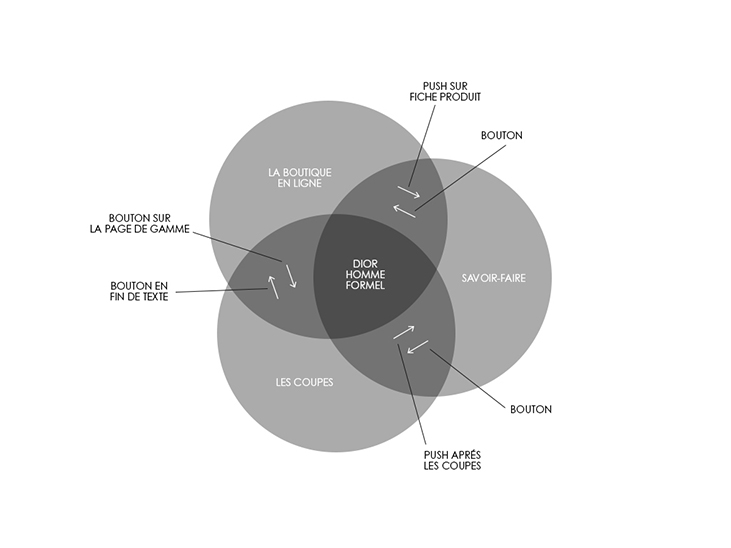 PUSH SUR
FICHE PRODUIT
BOUTON
LA BOUTIQUE
EN LIGNE
BOUTON SUR
LA PAGE DE GAMME
DIOR
HOMME
FORMEL
SAVOIR-FAIRE
BOUTON EN
FIN DE TEXTE
LES COUPES
BOUTON
PUSH APRÉS
LES COUPES